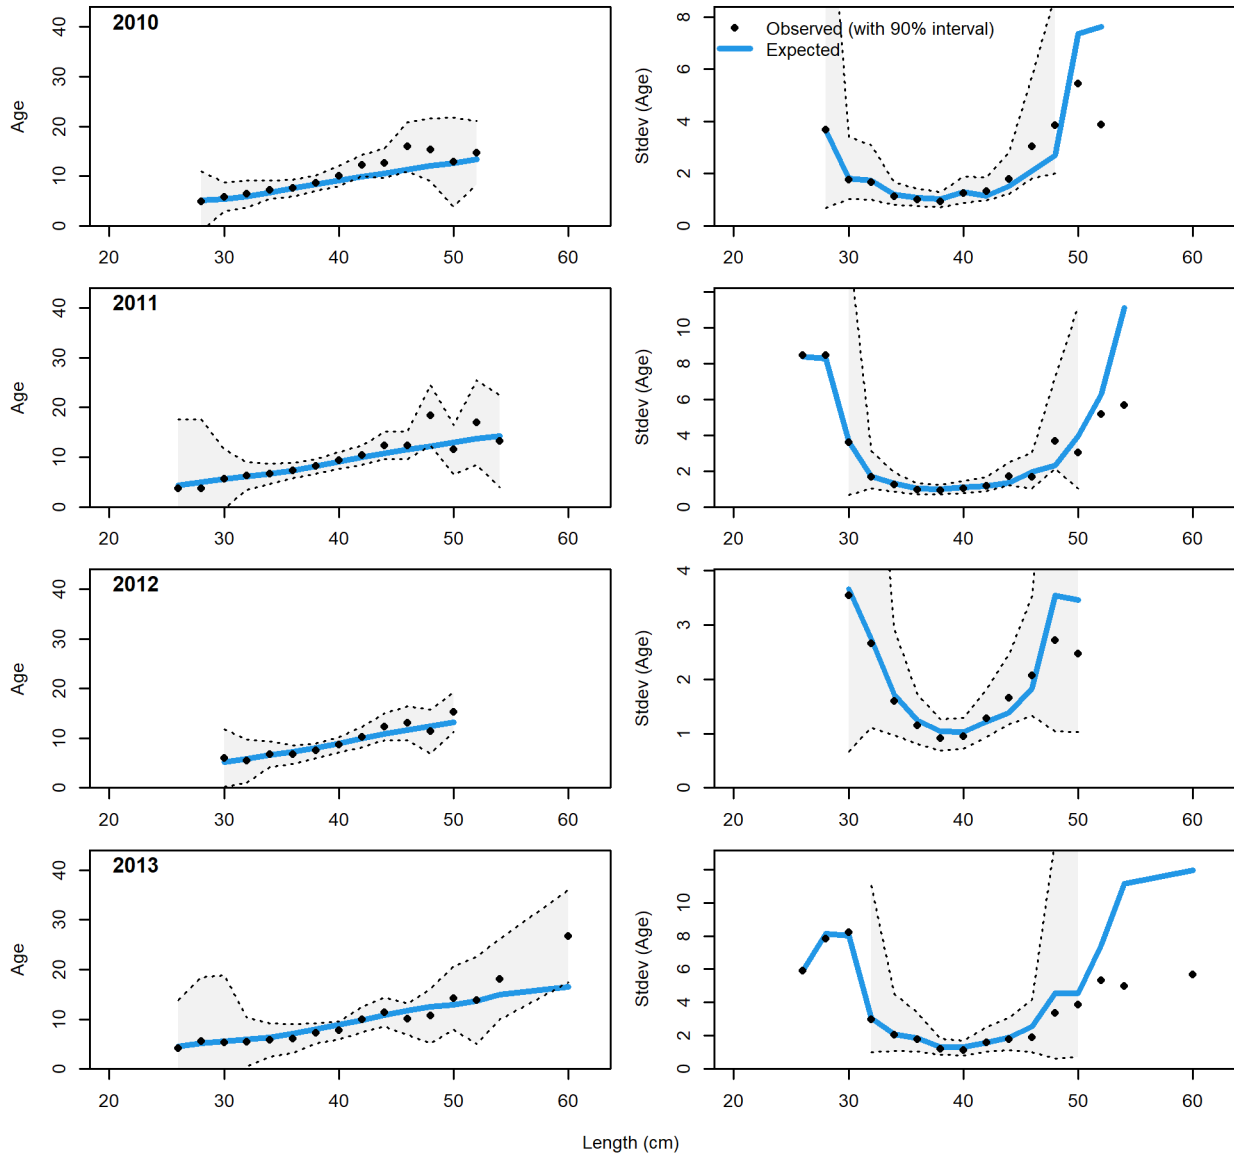 2010
Age
0 10 20 30 40
20 30 40 50 60
Observed (with 90% interval)
Expected
Stdev (Age)
0 2 4 6 8
20 30 40 50 60
2011
Age
0 10 20 30 40
20 30 40 50 60
Stdev (Age)
0 2 4 6 8 10
20 30 40 50 60
2012
Age
0 10 20 30 40
20 30 40 50 60
Stdev (Age)
0 1 2 3 4
20 30 40 50 60
2013
Age
0 10 20 30 40
20 30 40 50 60
Stdev (Age)
0 2 4 6 8 10
20 30 40 50 60
Length (cm)